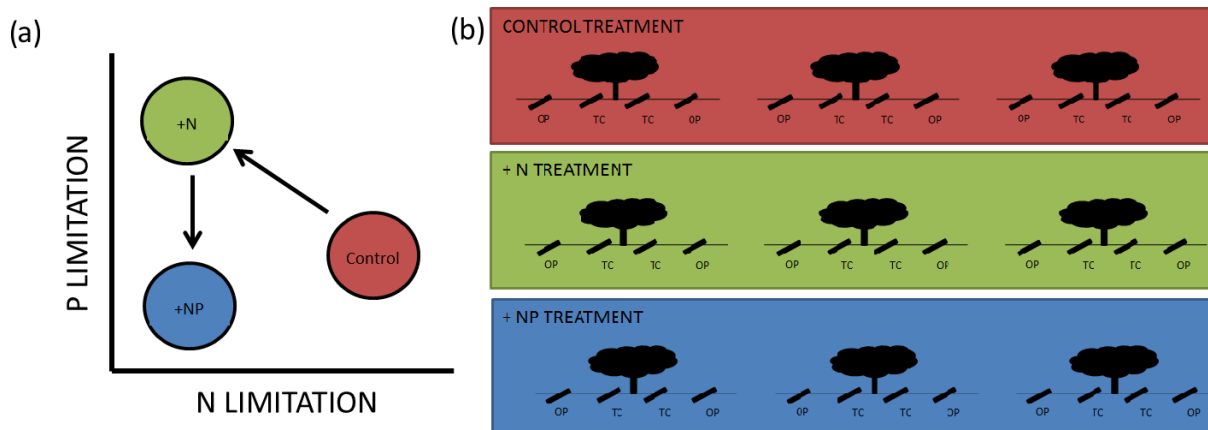 (a)
P LIMITATION
+N
Control
+NP
N LIMITATION
(b)
CONTROL TREATMENT
OP TC TC OP OP TC TC OP OP TC TC OP
+ N TREATMENT
OP TC TC OP OP TC TC OP OP TC TC OP
+ NP TREATMENT
OP TC TC OP OP TC TC OP OP TC TC OP